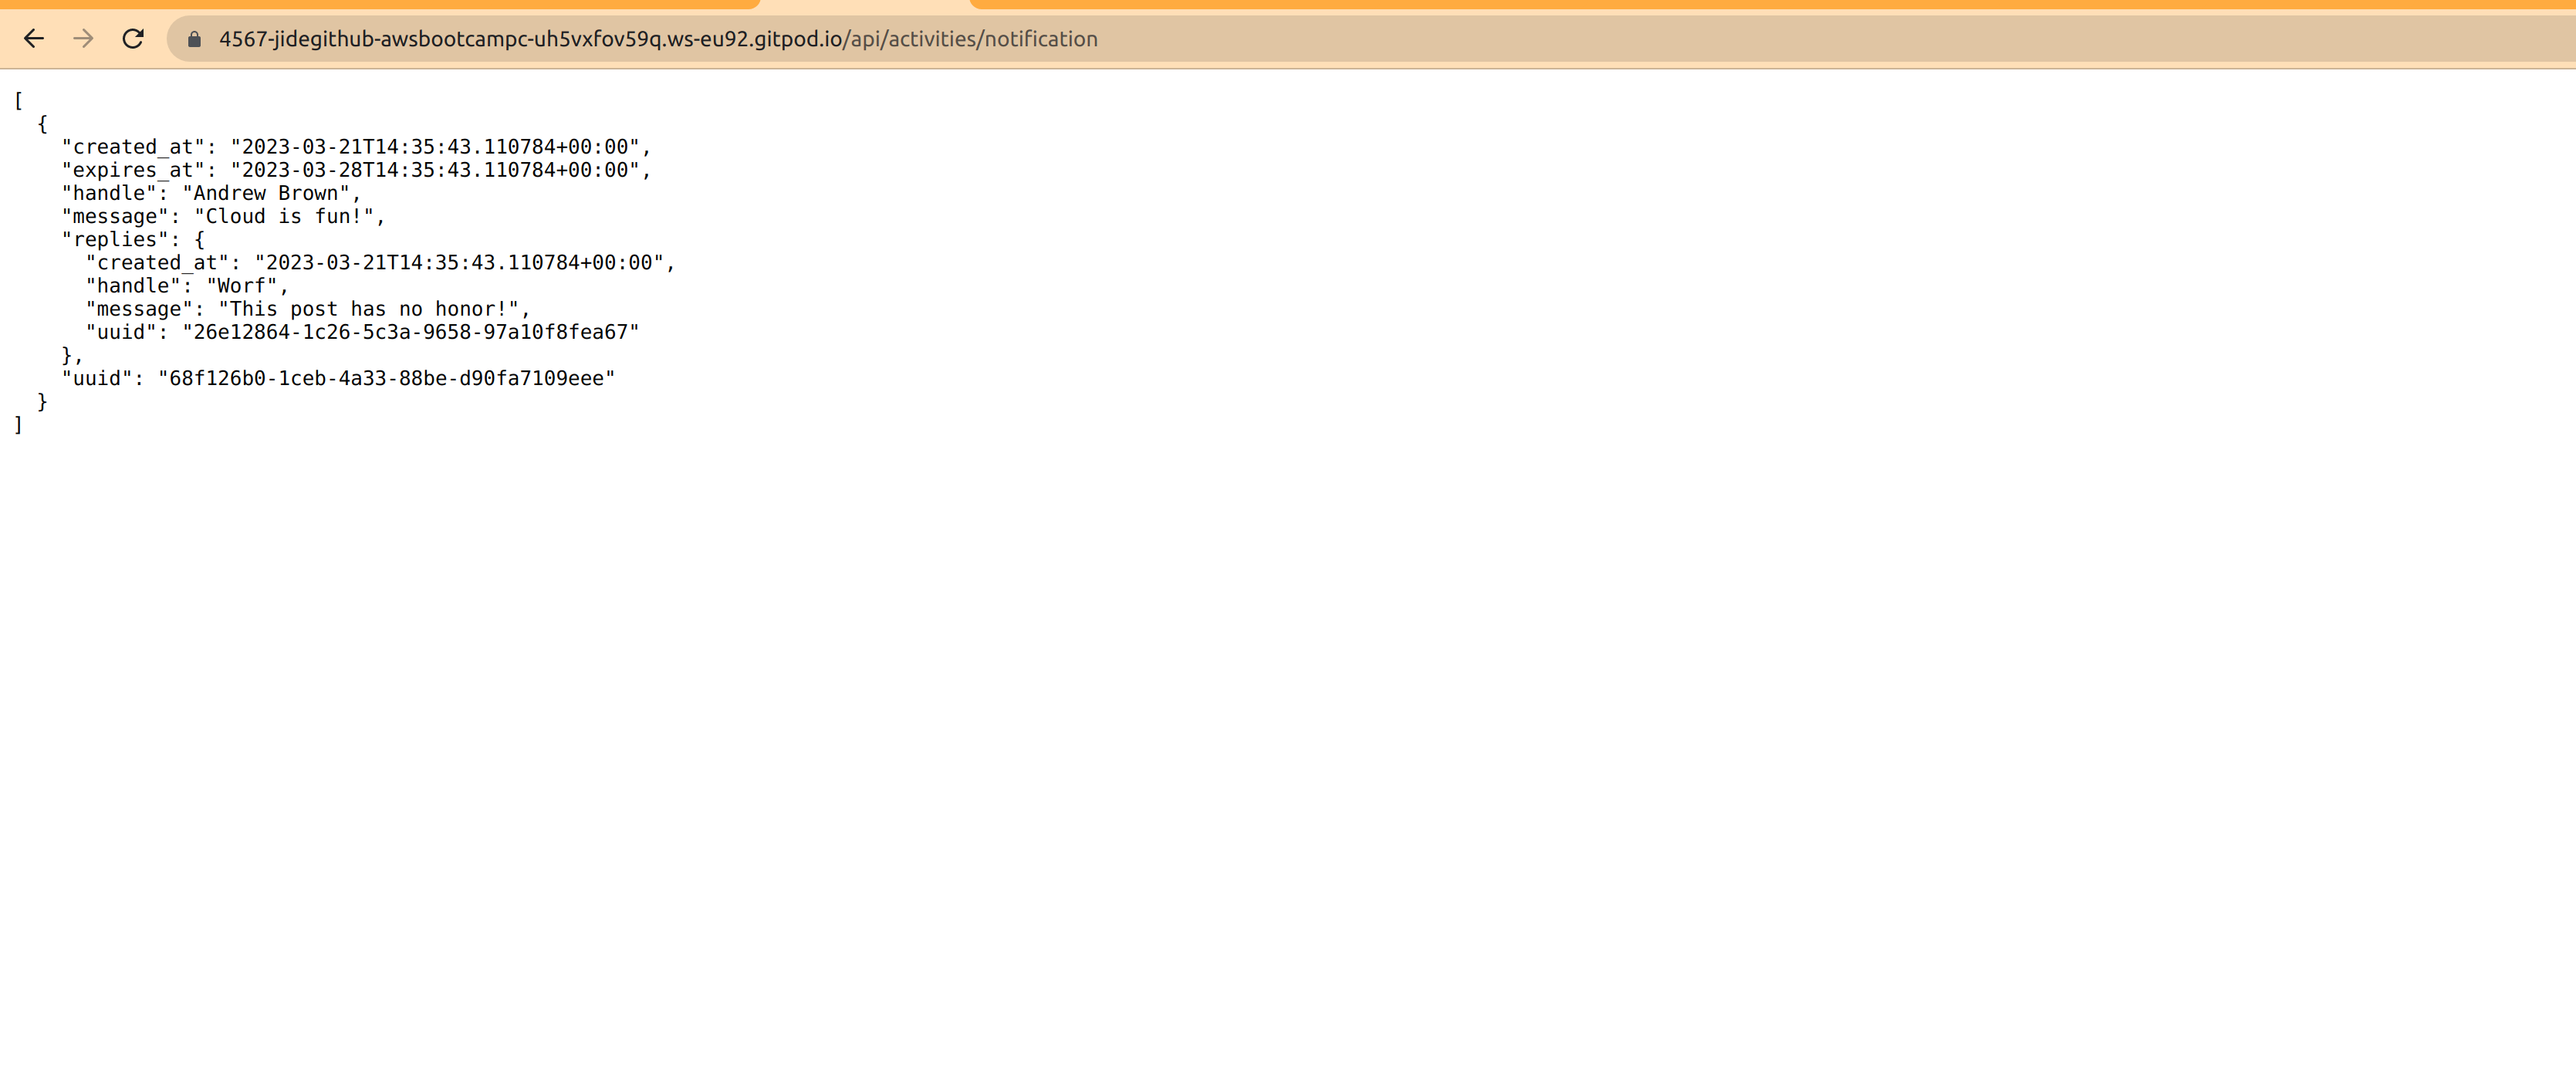 4567-jidegithub-awsbootcampc-uh5vxfov59q.ws-eu92.gitpod.io/api/activities/notification
[
  {
    "created_at": "2023-03-21T14:35:43.110784+00:00",
    "expires_at": "2023-03-28T14:35:43.110784+00:00",
    "handle": "Andrew Brown",
    "message": "Cloud is fun!",
    "replies": {
      "created_at": "2023-03-21T14:35:43.110784+00:00",
      "handle": "Worf",
      "message": "This post has no honor!",
      "uuid": "26e12864-1c26-5c3a-9658-97a10f8fea67"
    },
    "uuid": "68f126b0-1ceb-4a33-88be-d90fa7109eee"
  }
]